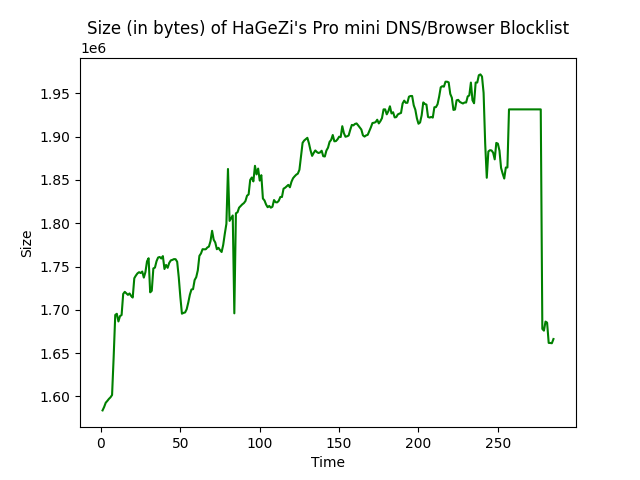 Size (in bytes) of HaGeZi's Pro mini DNS/Browser Blocklist
1e6
1.95
1.90
1.85
1.80
1.75
1.70
1.65
1.60
Size
0 50 100 150 200 250
Time